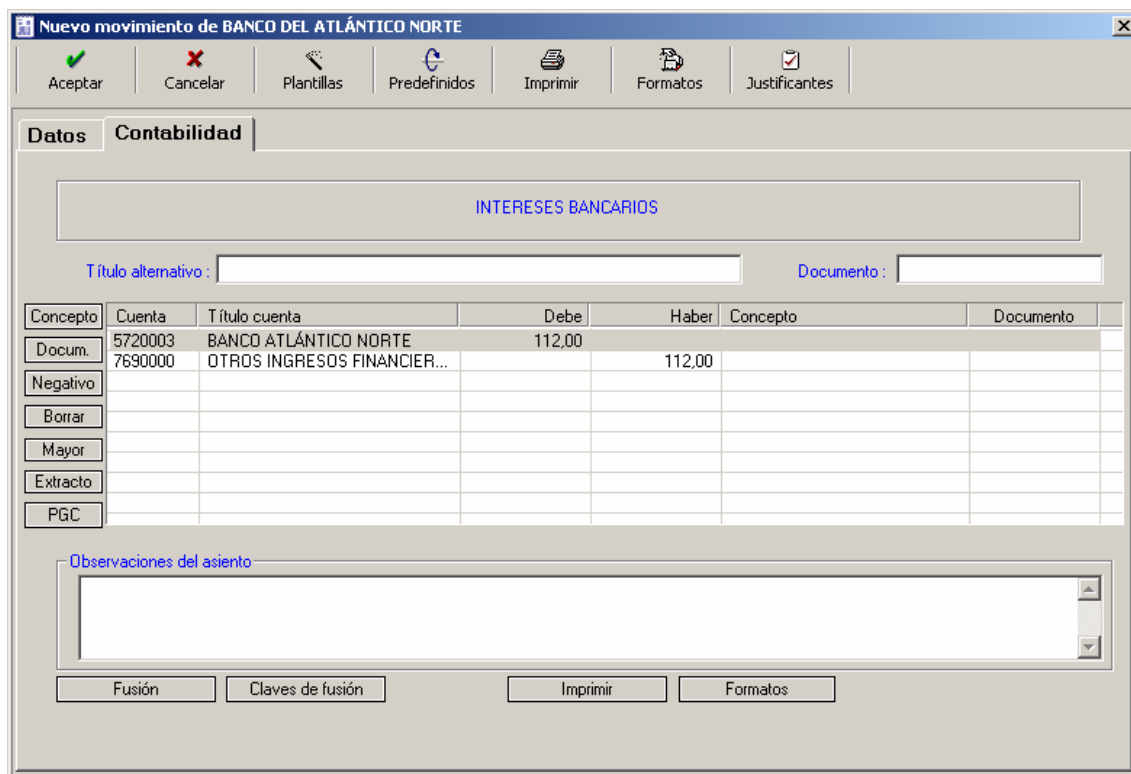 Nuevo movimiento de BANCO DEL ATLÁNTICO NORTE
Aceptar Cancelar Plantillas Predefinidos Imprimir Formatos Justificantes
Datos Contabilidad
INTERESES BANCARIOS
Título alternativo : Documento :
Concepto Cuenta Título cuenta Debe Haber Concepto Documento
5720003 BANCO ATLÁNTICO NORTE 112,00
Docum.
7690000 OTROS INGRESOS FINANCIER... 112,00
Negativo
Borrar
Mayor
Extracto
PGC
Observaciones del asiento
Fusión Claves de fusión Imprimir Formatos